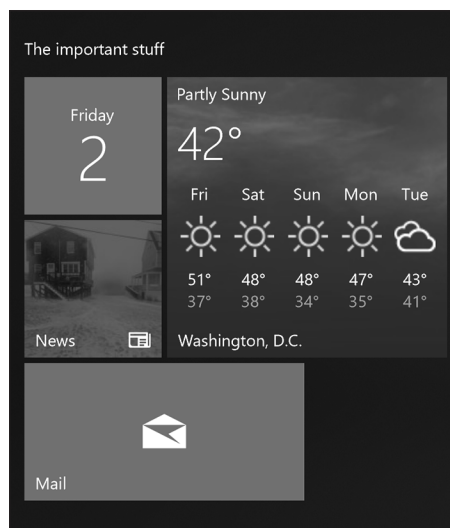 The important stuff
Friday
2
News
Partly Sunny
42°
Fri Sat Sun Mon Tue
51° 48° 48° 47° 43°
37° 38° 34° 35° 41°
Washington, D.C.
Mail